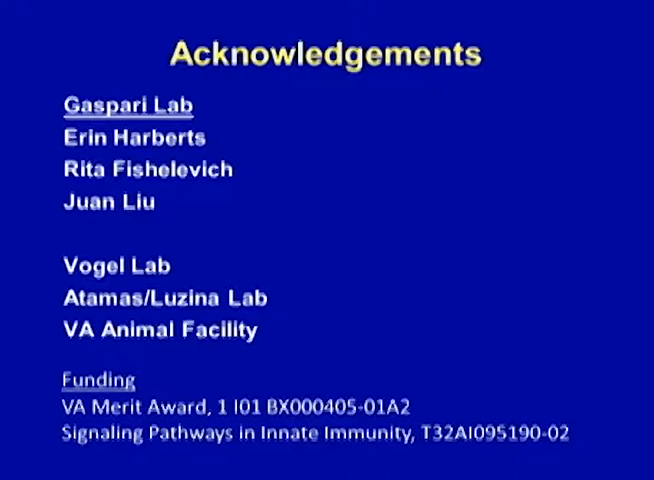 Acknowledgements
Gaspari Lab
Erin Harberts
Rita Fishelevich
Juan Liu
Vogel Lab
Atamas/Luzina Lab
VA Animal Facility
Funding
VA Merit Award, 1 I01 BX000405-01A2
Signaling Pathways in Innate Immunity, T32AI095190-02